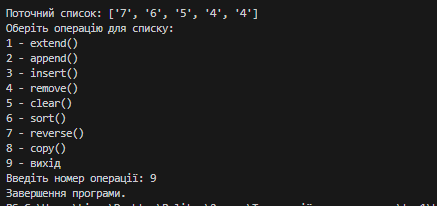 Поточний список: ['7', '6', '5', '4', '4']
Оберіть операцію для списку:
1 - extend()
2 - append()
3 - insert()
4 - remove()
5 - clear()
6 - sort()
7 - reverse()
8 - copy()
9 - вихід
Введіть номер операції: 9
Завершення програми.